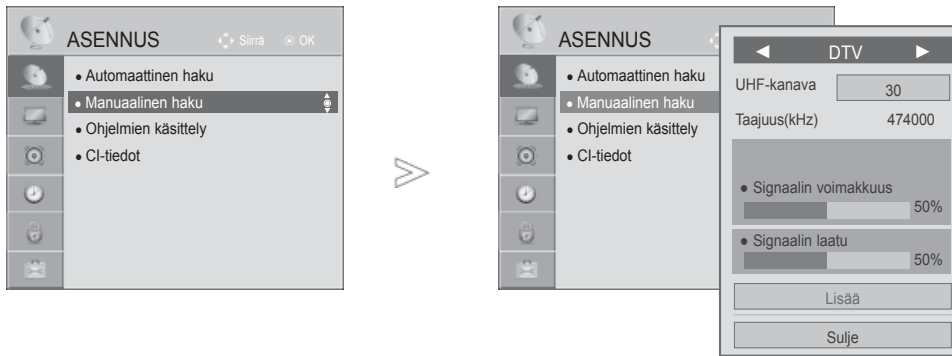 ASENNUS Siirrä OK
Automaattinen haku
Manuaalinen haku
Ohjelmien käsittely
CI-tiedot
ASENNUS
Automaattinen haku
Manuaalinen haku
Ohjelmien käsittely
CI-tiedot
◄ DTV ►
UHF-kanava 30
Taajuus(kHz) 474000
Signaalin voimakkuus
50%
Signaalin laatu
50%
Lisää
Sulje